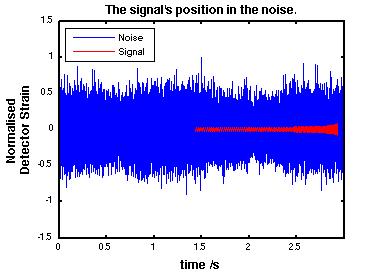 The signal's position in the noise.
Noise
Signal
Normalised
Detector Strain
1.5
1
0.5
0
-0.5
-1
-1.5
0
0.5
1
1.5
2
2.5
time /s